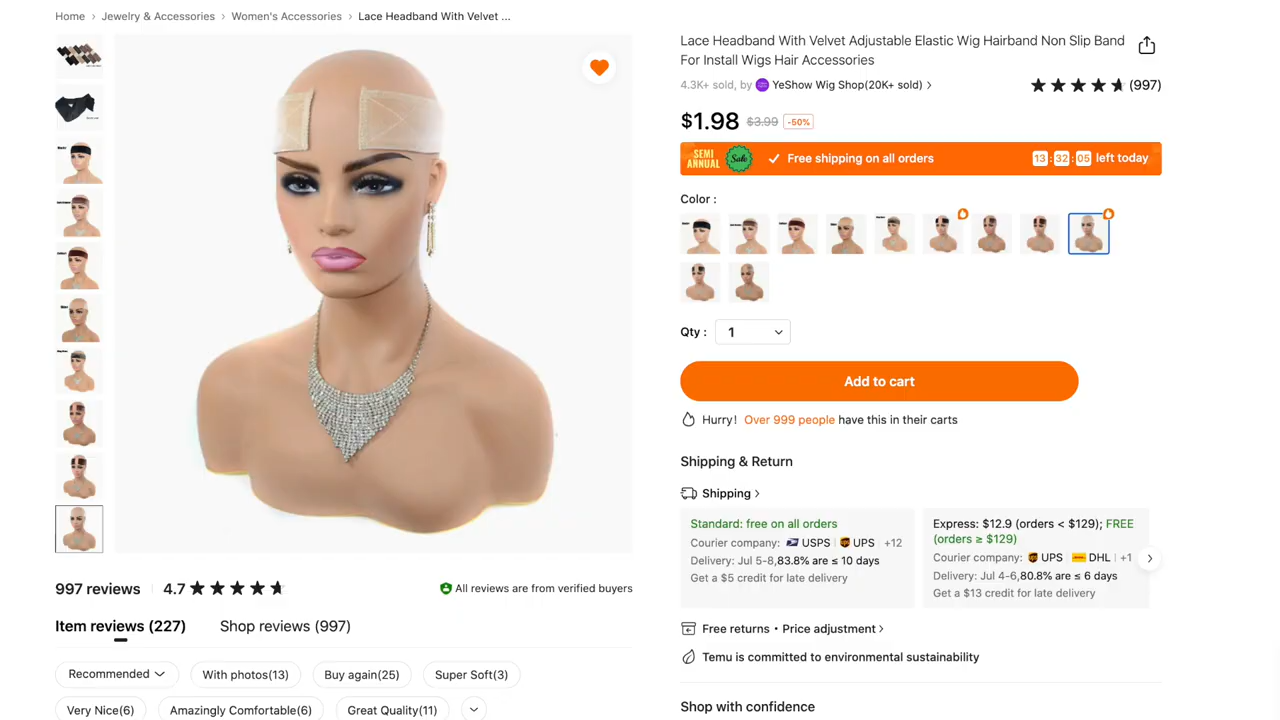 Home › Jewelry & Accessories › Women's Accessories › Lace Headband With Velvet ...
Lace Headband With Velvet Adjustable Elastic Wig Hairband Non Slip Band
For Install Wigs Hair Accessories
4.3K+ sold, by YeShow Wig Shop(20K+ sold) ›
(997)
$1.98 $3.99 -50%
SEMI ANNUAL Sale ✓ Free shipping on all orders 13 : 32 : 05 left today
Color :
Qty : 1
Add to cart
Hurry! Over 999 people have this in their carts
Shipping & Return
Shipping ›
Standard: free on all orders
Courier company: USPS | UPS +12
Delivery: Jul 5-8,83.8% are ≤ 10 days
Get a $5 credit for late delivery
Express: $12.9 (orders < $129); FREE
(orders ≥ $129)
Courier company: UPS | DHL | +1
Delivery: Jul 4-6,80.8% are ≤ 6 days
Get a $13 credit for late delivery
Free returns • Price adjustment ›
Temu is committed to environmental sustainability
Shop with confidence
997 reviews 4.7
All reviews are from verified buyers
Item reviews (227) Shop reviews (997)
Recommended With photos(13) Buy again(25) Super Soft(3)
Very Nice(6) Amazingly Comfortable(6) Great Quality(11)